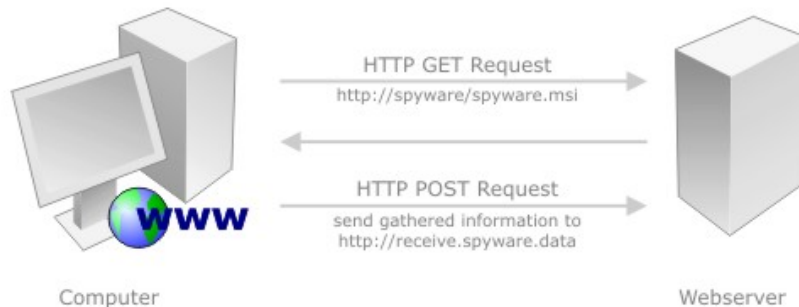 HTTP GET Request
http://spyware/spyware.msi
HTTP POST Request
send gathered information to
http://receive.spyware.data
www
Computer
Webserver